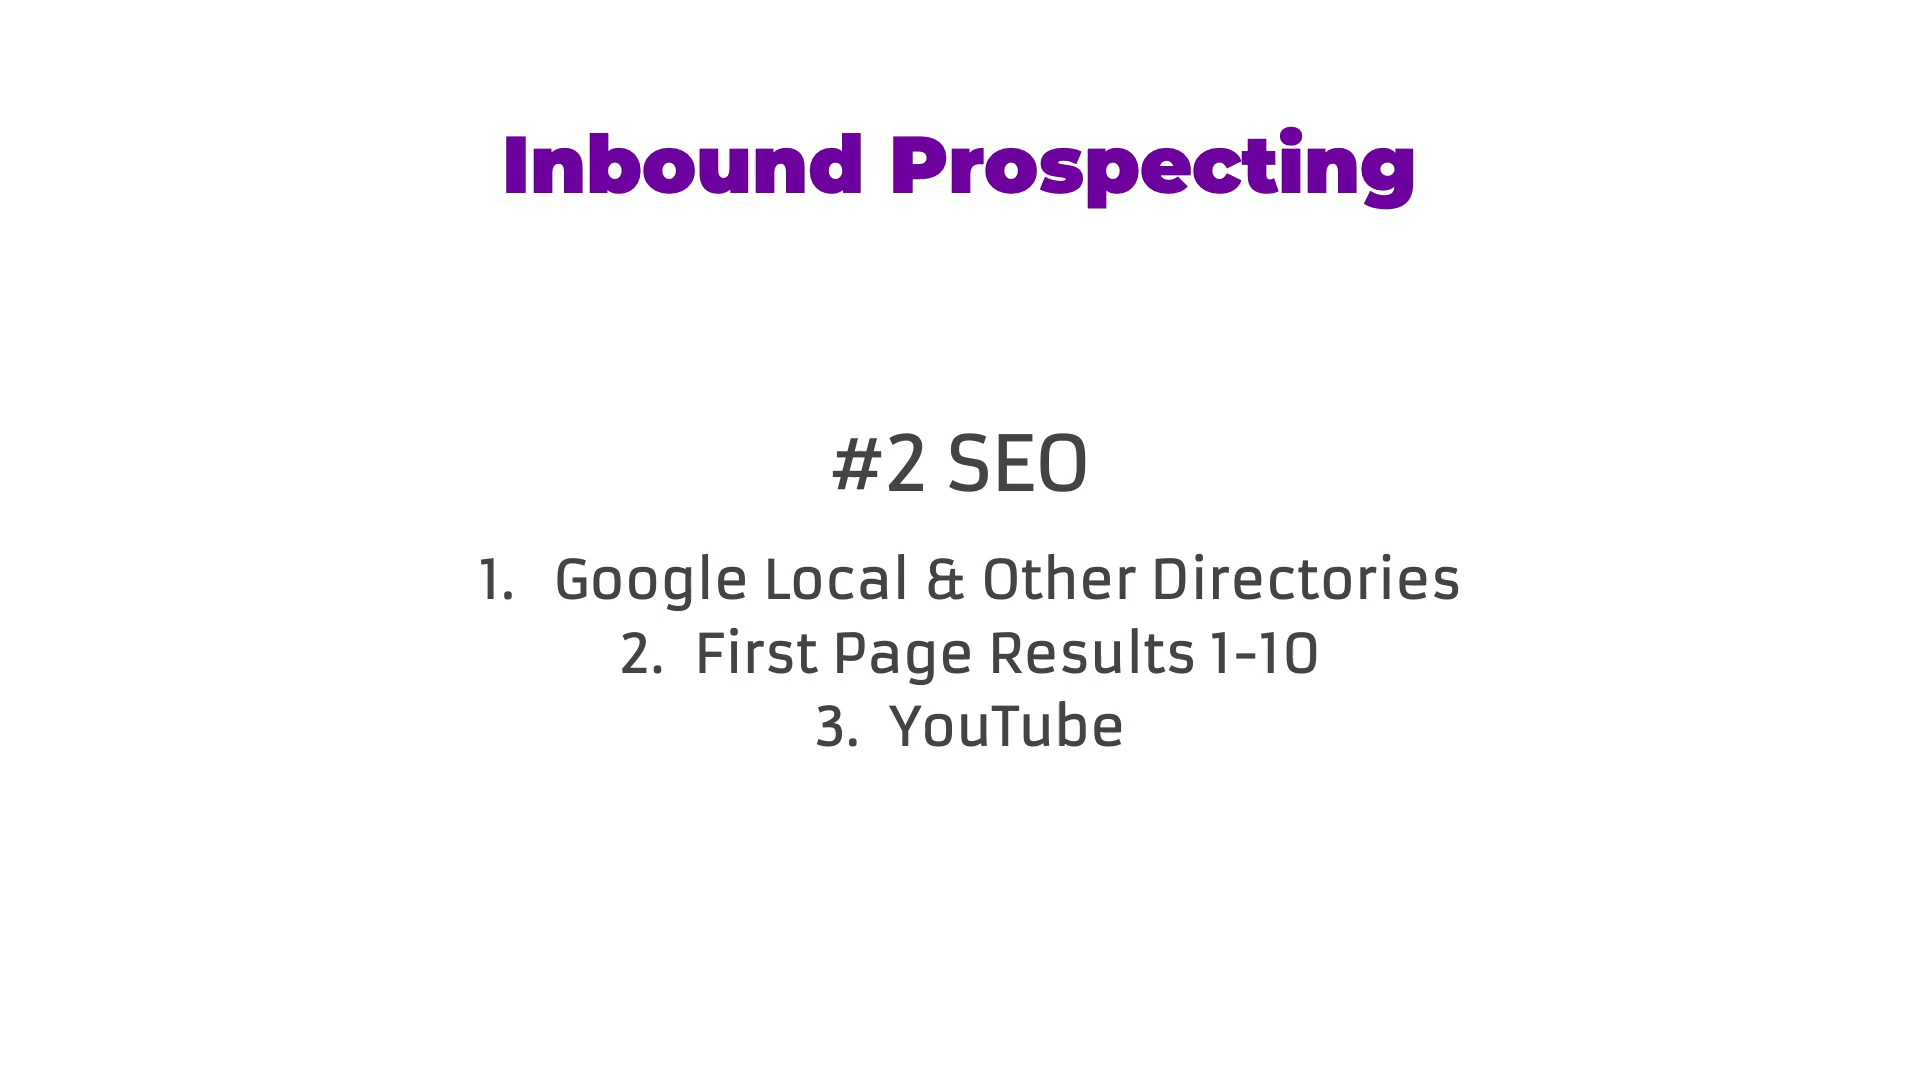 Inbound Prospecting
#2 SEO
1. Google Local & Other Directories
2. First Page Results 1-10
3. YouTube